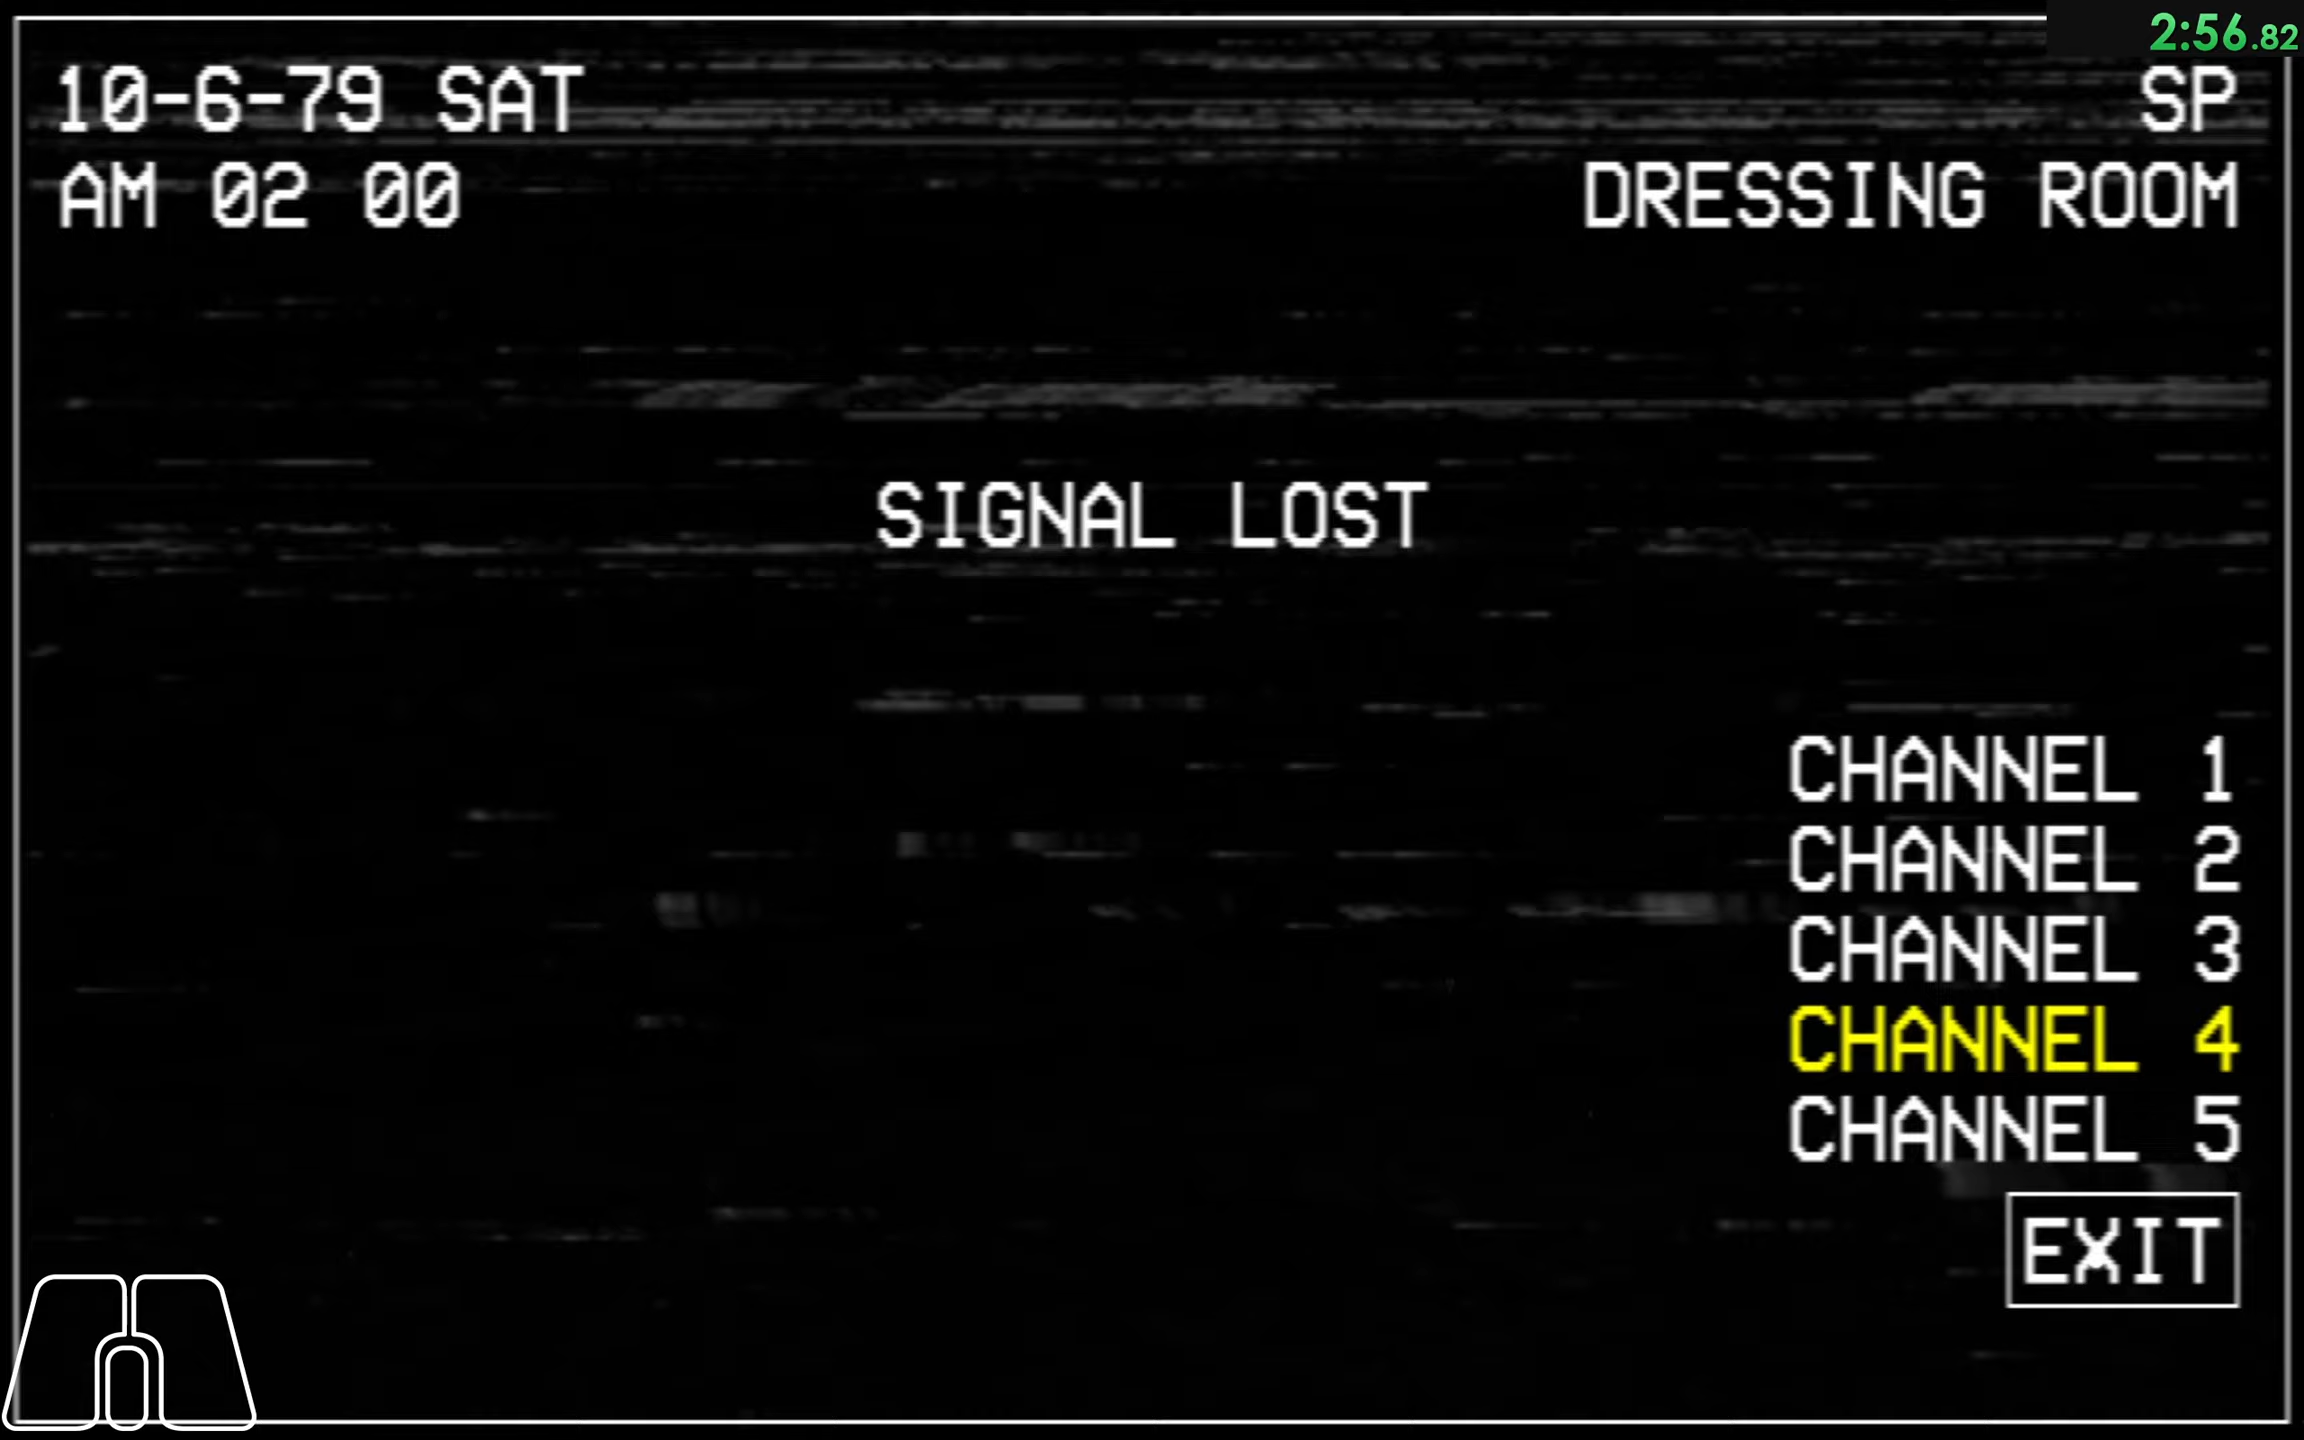 2:56.82
10-6-79 SAT
SP
AM 02 00
DRESSING ROOM
SIGNAL LOST
CHANNEL 1
CHANNEL 2
CHANNEL 3
CHANNEL 4
CHANNEL 5
EXIT